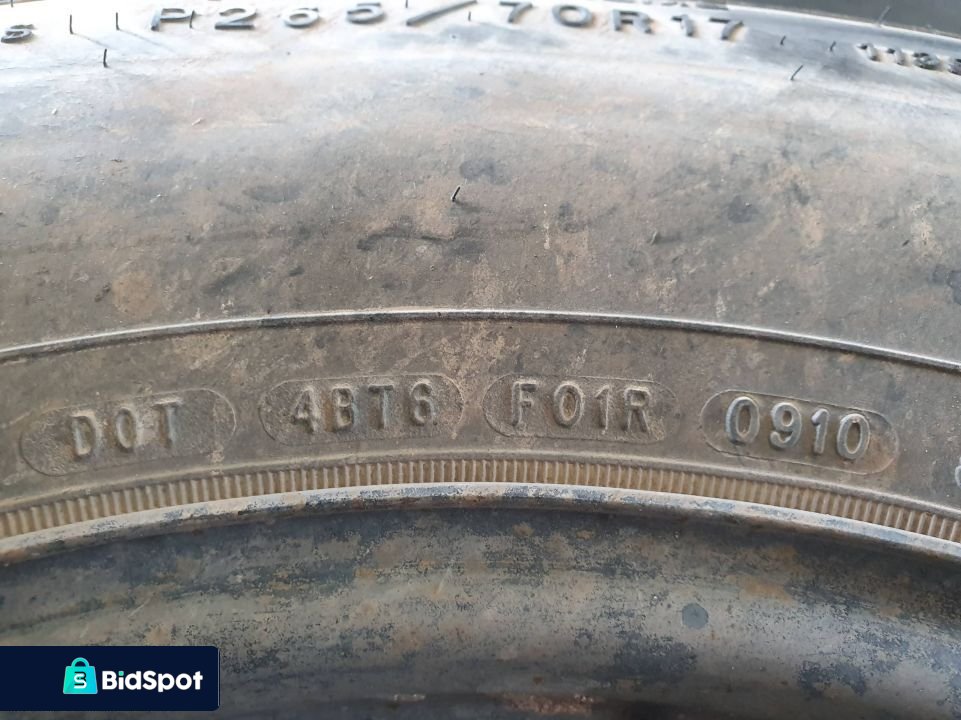 P265/70R17
DOT 4BT6 F01R 0910
BidSpot